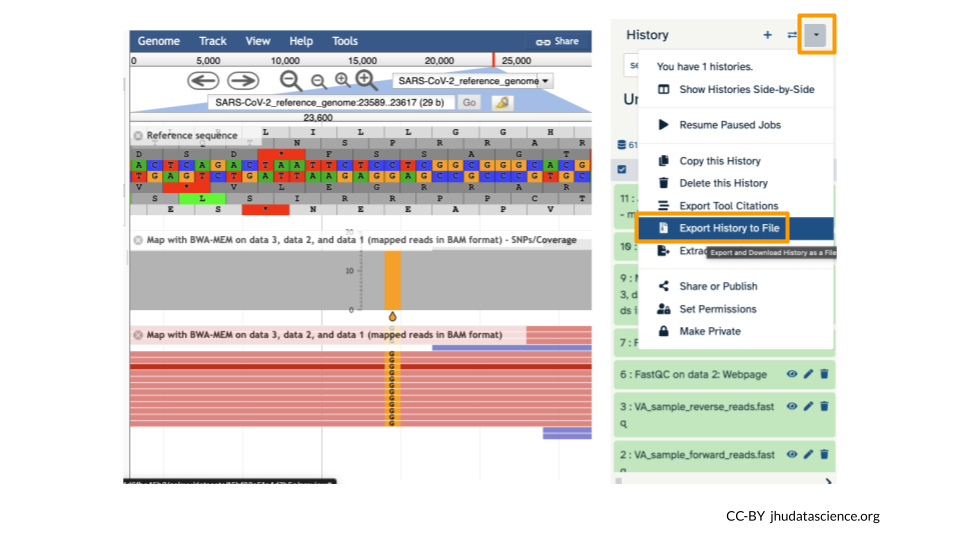 Genome Track View Help Tools Share
0 5,000 10,000 15,000 20,000 25,000
SARS-CoV-2_reference_genome
SARS-CoV-2_reference_genome:23589..23617 (29 b) Go
23,600
L I L L G G H
Reference sequence
T N S P R R A R
D S D * F S S A G T
A C T C A G A C T A A T T C T C C T C G G C G G G C A C G
T G A G T C T G A T T A A G A G G A G C C G C C C G T G C
V * V L E G R R A R
S L S I R R P P C T
E S * N E E A P V
20
Map with BWA-MEM on data 3, data 2, and data 1 (mapped reads in BAM format) - SNPs/Coverage
10
0
Map with BWA-MEM on data 3, data 2, and data 1 (mapped reads in BAM format)
G
G
G
G
G
G
G
G
G
G
G
G
History
You have 1 histories.
Show Histories Side-by-Side
Resume Paused Jobs
Copy this History
Delete this History
Export Tool Citations
Export History to File
Export and Download History as a File
Share or Publish
Set Permissions
Make Private
11 :
- m
10 :
9 :
3, d
ds i
7 : F
6 : FastQC on data 2: Webpage
3 : VA_sample_reverse_reads.fast
q
2 : VA_sample_forward_reads.fast
CC-BY jhudatascience.org